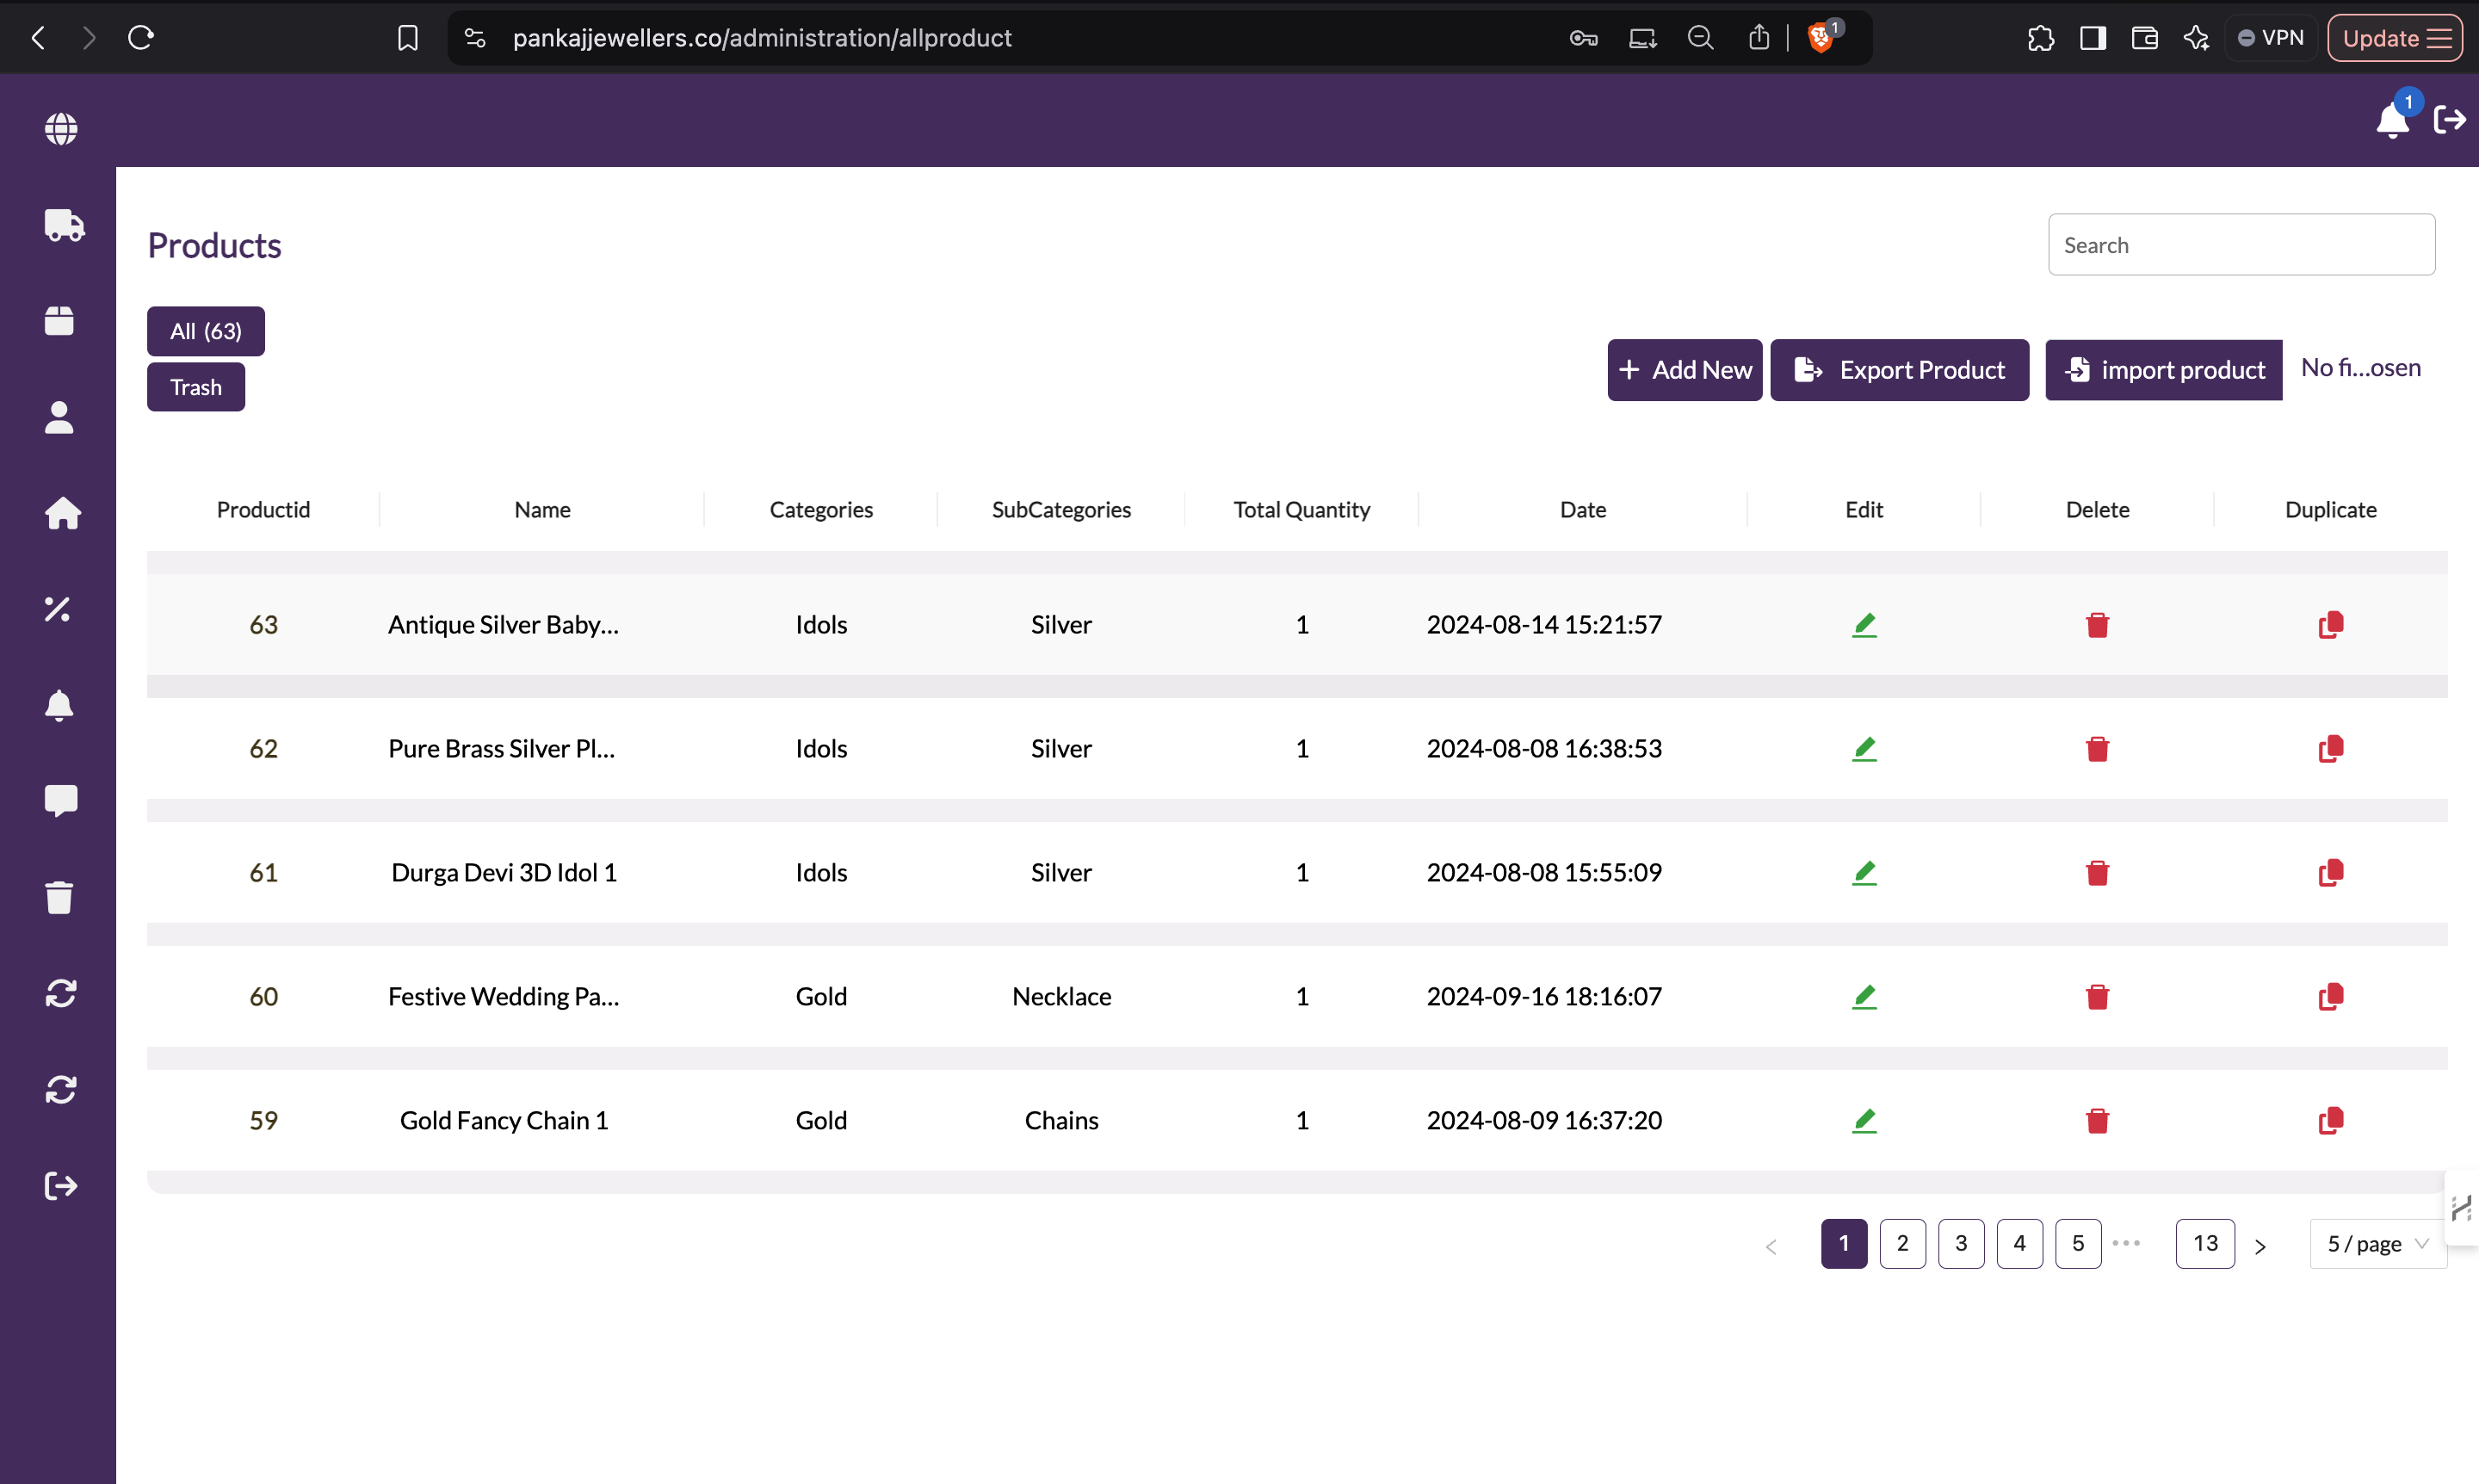 pankajjewellers.co/administration/allproduct
1
VPN
Update
1
Products
Search
All (63)
Trash
+ Add New
Export Product
import product
No fi...osen
Productid Name Categories SubCategories Total Quantity Date Edit Delete Duplicate
63 Antique Silver Baby... Idols Silver 1 2024-08-14 15:21:57
62 Pure Brass Silver Pl... Idols Silver 1 2024-08-08 16:38:53
61 Durga Devi 3D Idol 1 Idols Silver 1 2024-08-08 15:55:09
60 Festive Wedding Pa... Gold Necklace 1 2024-09-16 18:16:07
59 Gold Fancy Chain 1 Gold Chains 1 2024-08-09 16:37:20
< 1 2 3 4 5 ••• 13 > 5 / page